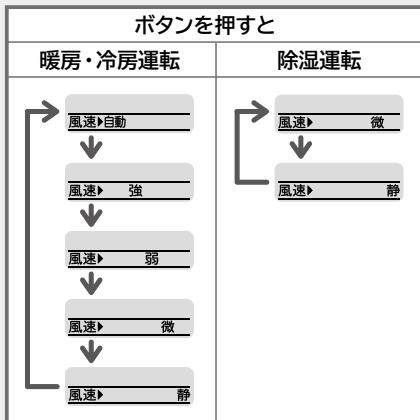 ボタンを押すと
暖房・冷房運転
除湿運転
風速▶自動
風速▶ 強
風速▶ 弱
風速▶ 微
風速▶ 静
風速▶ 微
風速▶ 静